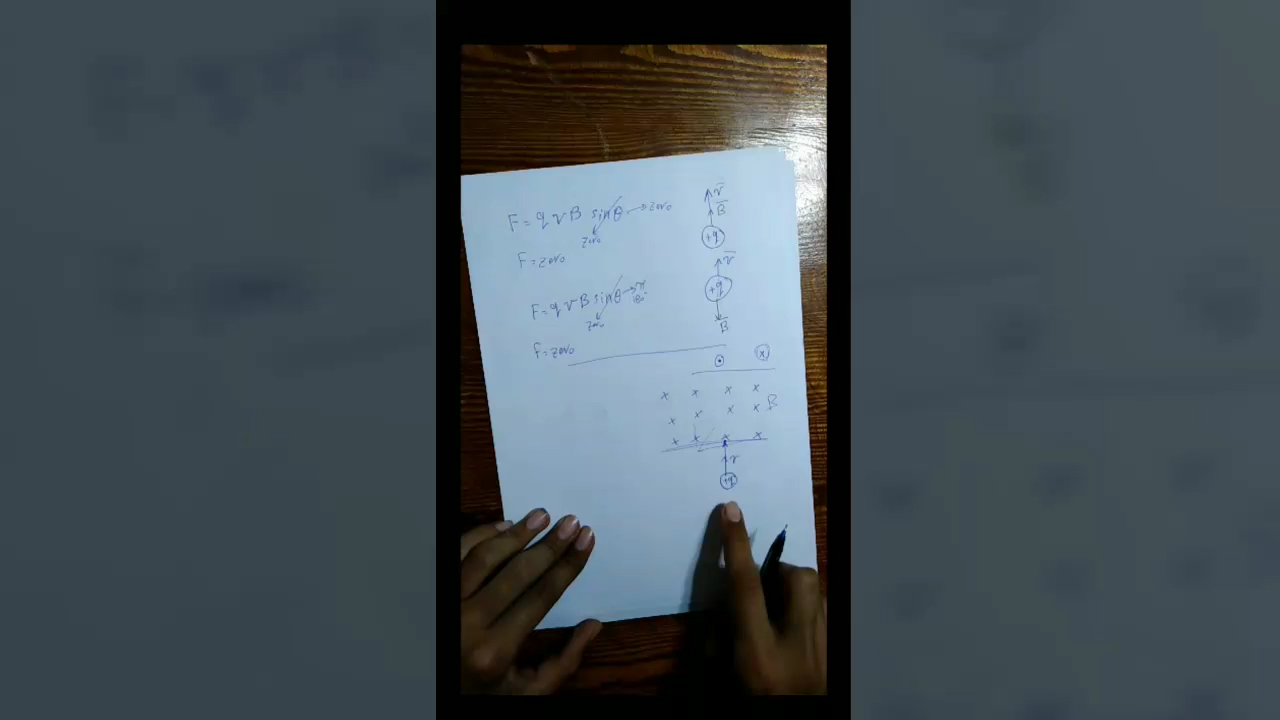 F = q v B sinθ → zero
zero
F = zero
F = q v B sinθ → π
180°
zero
F = zero
v̅
B̅
+q
v̅
+q
B̅
• x
x x x x
x x x x B
x x x x
v
+q